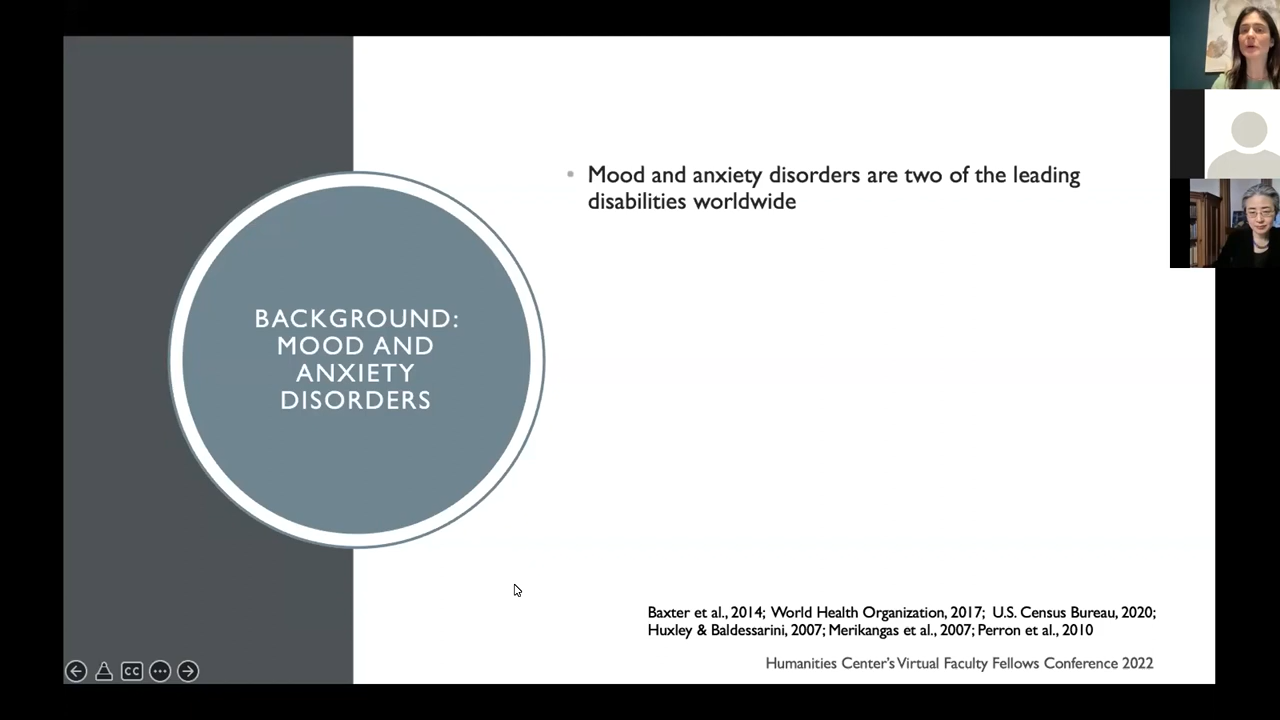 BACKGROUND:
MOOD AND
ANXIETY
DISORDERS
• Mood and anxiety disorders are two of the leading
disabilities worldwide
Baxter et al., 2014; World Health Organization, 2017; U.S. Census Bureau, 2020;
Huxley & Baldessarini, 2007; Merikangas et al., 2007; Perron et al., 2010
Humanities Center's Virtual Faculty Fellows Conference 2022
CC